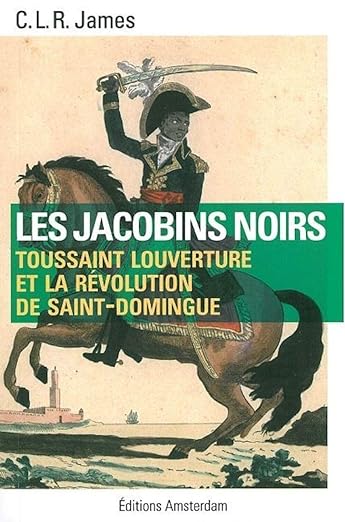 C.L.R. James
LES JACOBINS NOIRS
TOUSSAINT LOUVERTURE
ET LA RÉVOLUTION
DE SAINT-DOMINGUE
Éditions Amsterdam